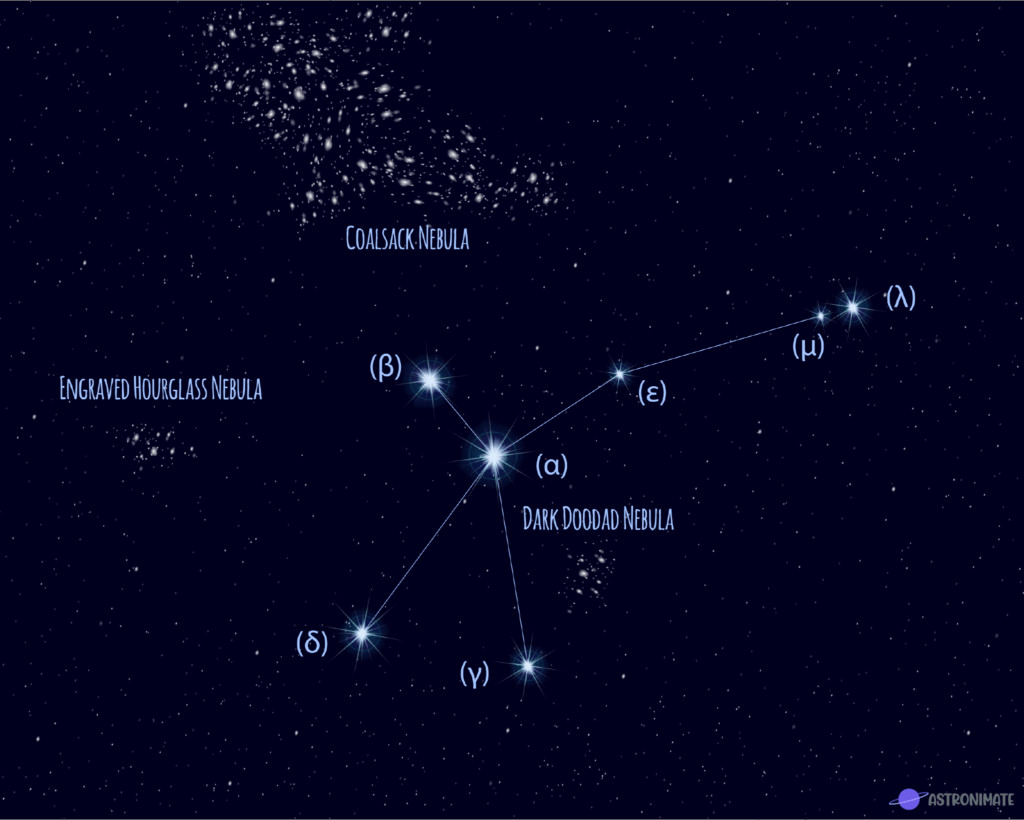 Coalsack Nebula
(λ)
(μ)
(β)
Engraved Hourglass Nebula
(ε)
(α)
Dark Doodad Nebula
(δ)
(γ)
ASTRONIMATE